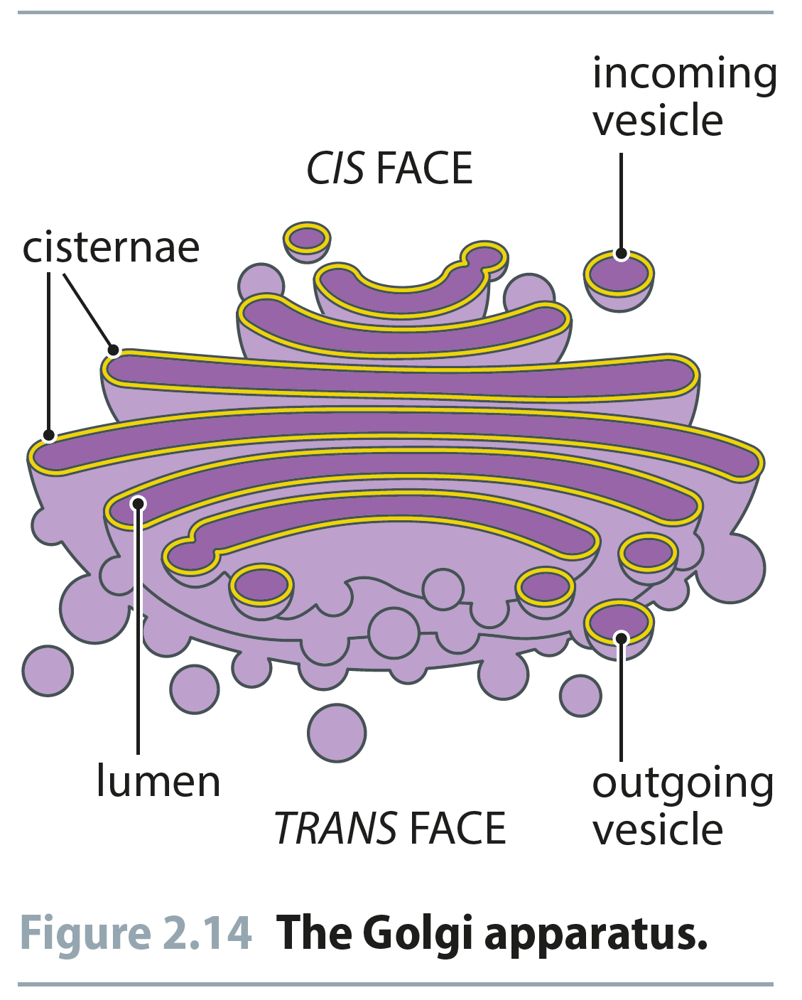 incoming
vesicle
CIS FACE
cisternae
lumen
outgoing
vesicle
TRANS FACE
Figure 2.14 The Golgi apparatus.